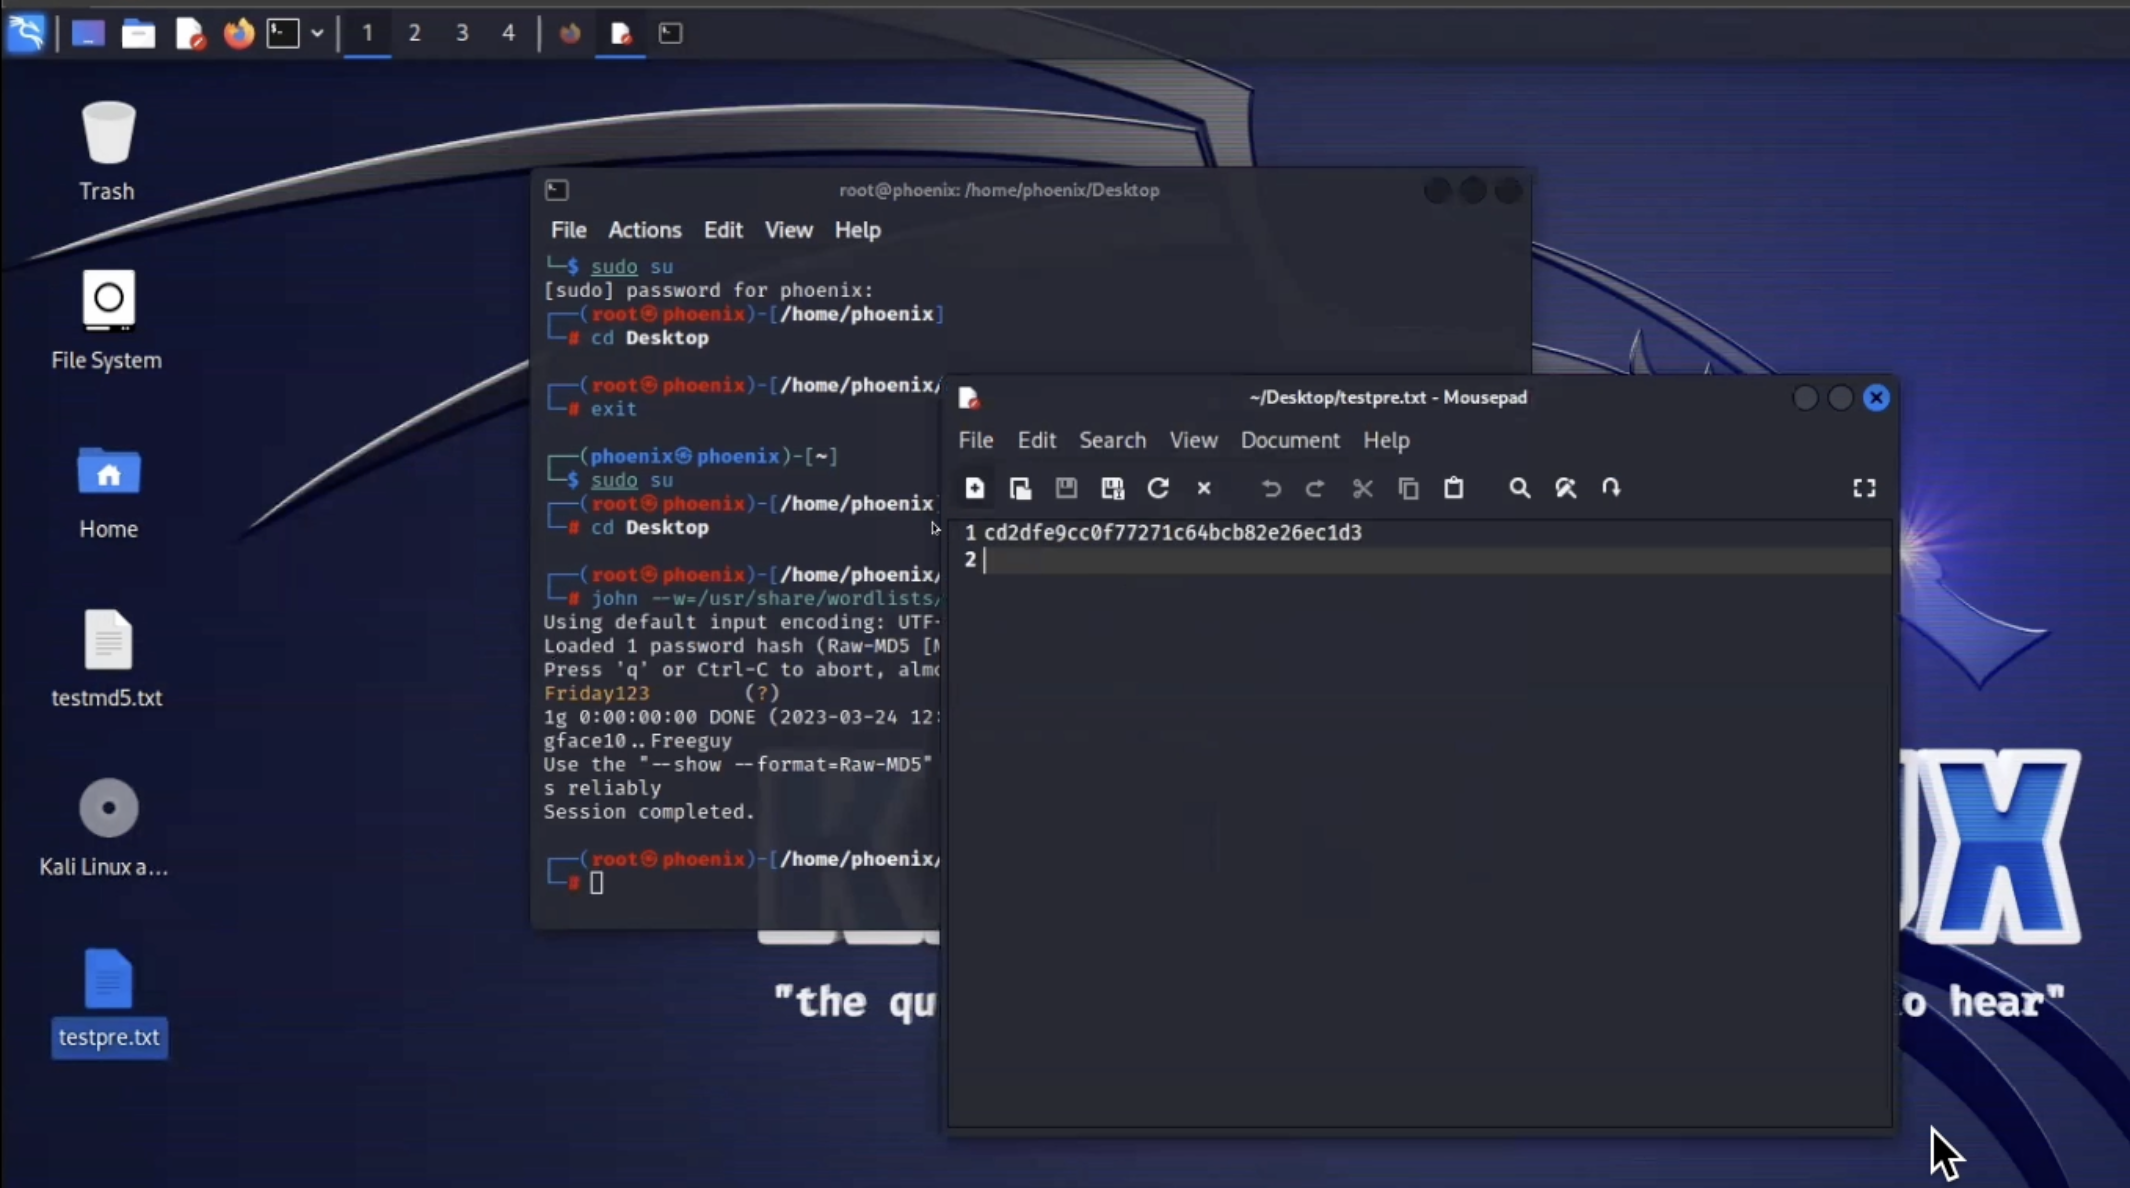 1 2 3 4
Trash
File System
Home
testmd5.txt
Kali Linux a...
testpre.txt
root@phoenix: /home/phoenix/Desktop
File Actions Edit View Help
└─$ sudo su
[sudo] password for phoenix:
┌──(root㉿phoenix)-[/home/phoenix]
└─# cd Desktop
┌──(root㉿phoenix)-[/home/phoenix/
└─# exit
┌──(phoenix㉿phoenix)-[~]
└─$ sudo su
┌──(root㉿phoenix)-[/home/phoenix]
└─# cd Desktop
┌──(root㉿phoenix)-[/home/phoenix/
└─# john --w=/usr/share/wordlists/
Using default input encoding: UTF-
Loaded 1 password hash (Raw-MD5 [M
Press 'q' or Ctrl-C to abort, almo
Friday123 (?)
1g 0:00:00:00 DONE (2023-03-24 12:
gface10..Freeguy
Use the "--show --format=Raw-MD5"
s reliably
Session completed.
┌──(root㉿phoenix)-[/home/phoenix/
└─#
~/Desktop/testpre.txt - Mousepad
File Edit Search View Document Help
1 cd2dfe9cc0f77271c64bcb82e26ec1d3
2
"the qu
o hear"